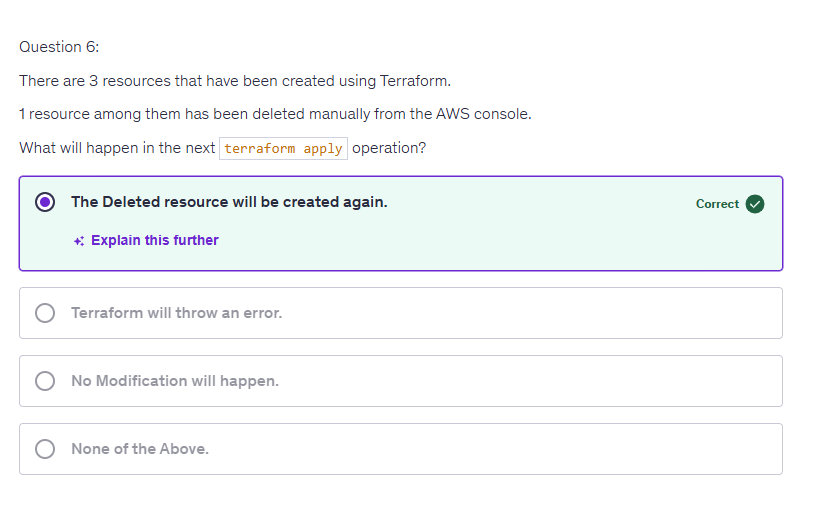 Question 6:
There are 3 resources that have been created using Terraform.
1 resource among them has been deleted manually from the AWS console.
What will happen in the next terraform apply operation?
The Deleted resource will be created again.
Correct
Explain this further
Terraform will throw an error.
No Modification will happen.
None of the Above.